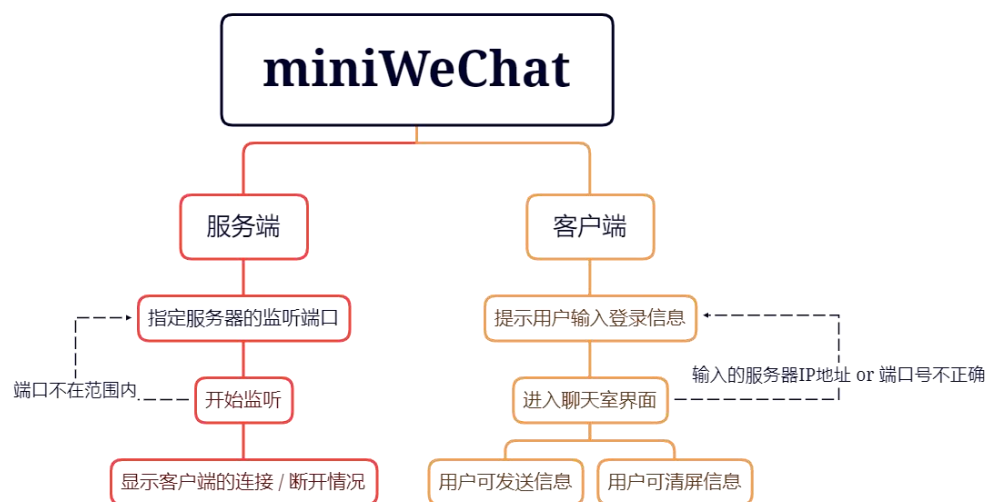 miniWeChat
服务端
客户端
指定服务器的监听端口
提示用户输入登录信息
端口不在范围内
开始监听
进入聊天室界面
输入的服务器IP地址 or 端口号不正确
显示客户端的连接 / 断开情况
用户可发送信息
用户可清屏信息